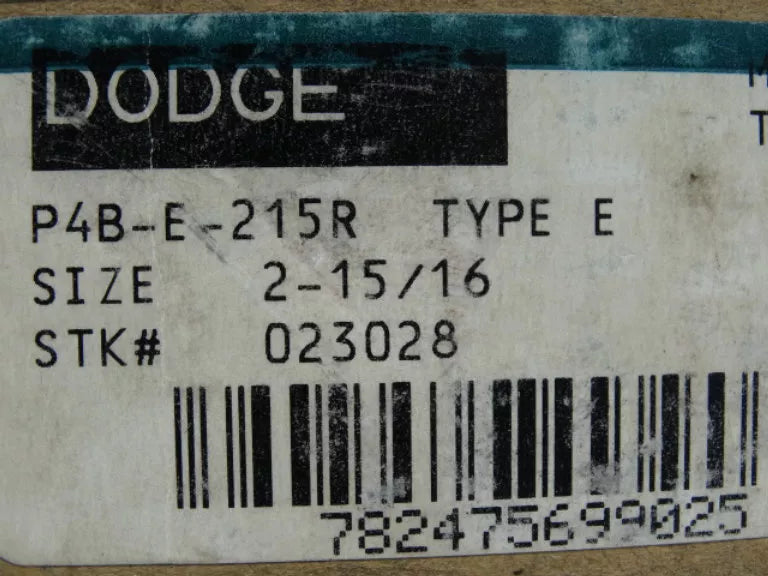 DODGE
P4B-E-215R TYPE E
SIZE 2-15/16
STK# 023028
782475699025